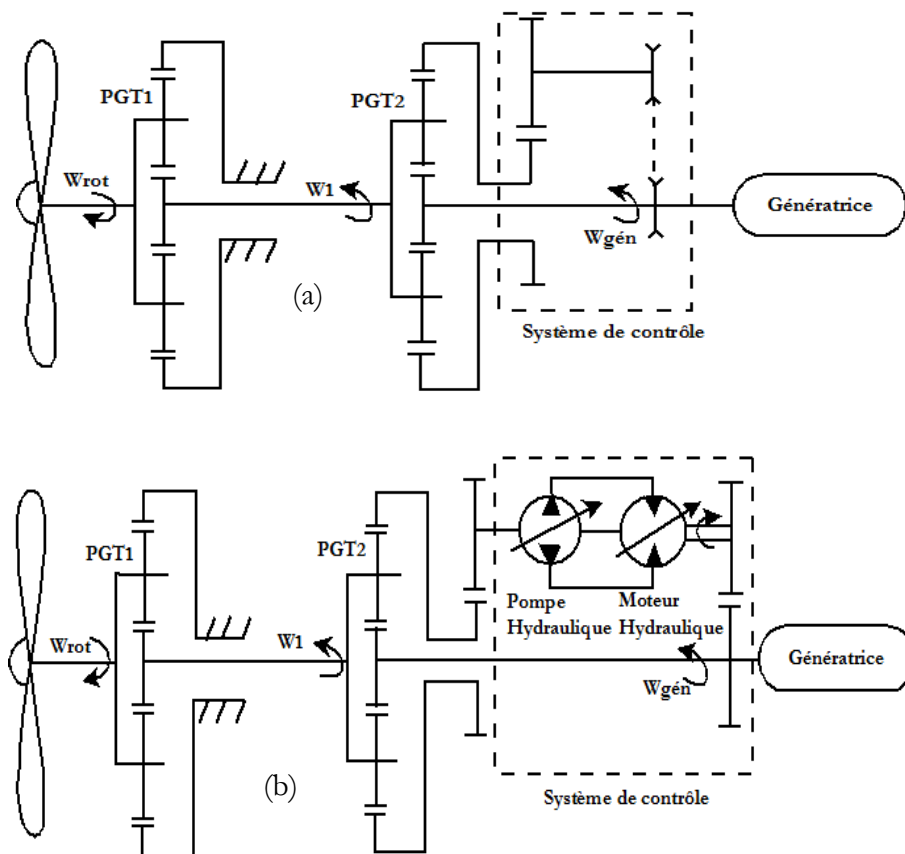 PGT1
PGT2
Wrot
W1
Wgén
Génératrice
(a)
Système de contrôle
PGT1
PGT2
Pompe
Hydraulique
Moteur
Hydraulique
Wrot
W1
Wgén
Génératrice
(b)
Système de contrôle